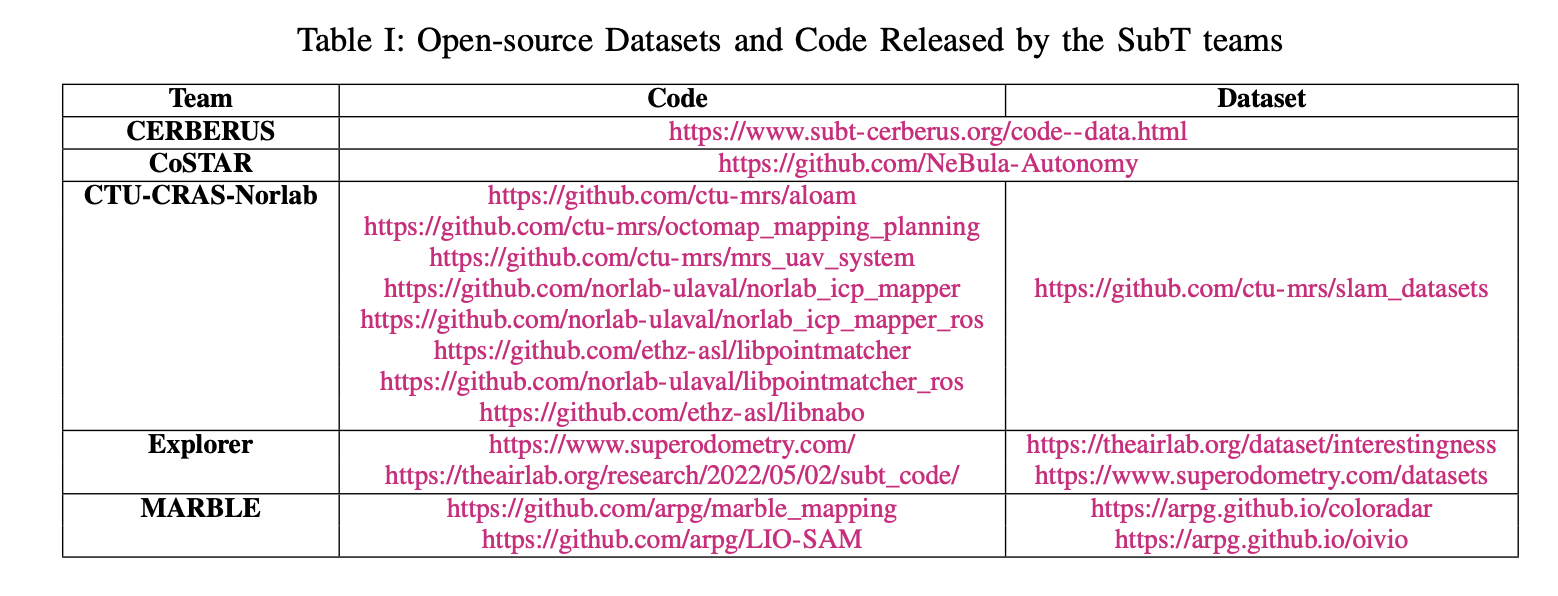 Table I: Open-source Datasets and Code Released by the SubT teams
Team Code Dataset
CERBERUS https://www.subt-cerberus.org/code--data.html
CoSTAR https://github.com/NeBula-Autonomy
CTU-CRAS-Norlab https://github.com/ctu-mrs/aloam
https://github.com/ctu-mrs/octomap_mapping_planning
https://github.com/ctu-mrs/mrs_uav_system
https://github.com/norlab-ulaval/norlab_icp_mapper https://github.com/ctu-mrs/slam_datasets
https://github.com/norlab-ulaval/norlab_icp_mapper_ros
https://github.com/ethz-asl/libpointmatcher
https://github.com/norlab-ulaval/libpointmatcher_ros
https://github.com/ethz-asl/libnabo
Explorer https://www.superodometry.com/ https://theairlab.org/dataset/interestingness
https://theairlab.org/research/2022/05/02/subt_code/ https://www.superodometry.com/datasets
MARBLE https://github.com/arpg/marble_mapping https://arpg.github.io/coloradar
https://github.com/arpg/LIO-SAM https://arpg.github.io/oivio